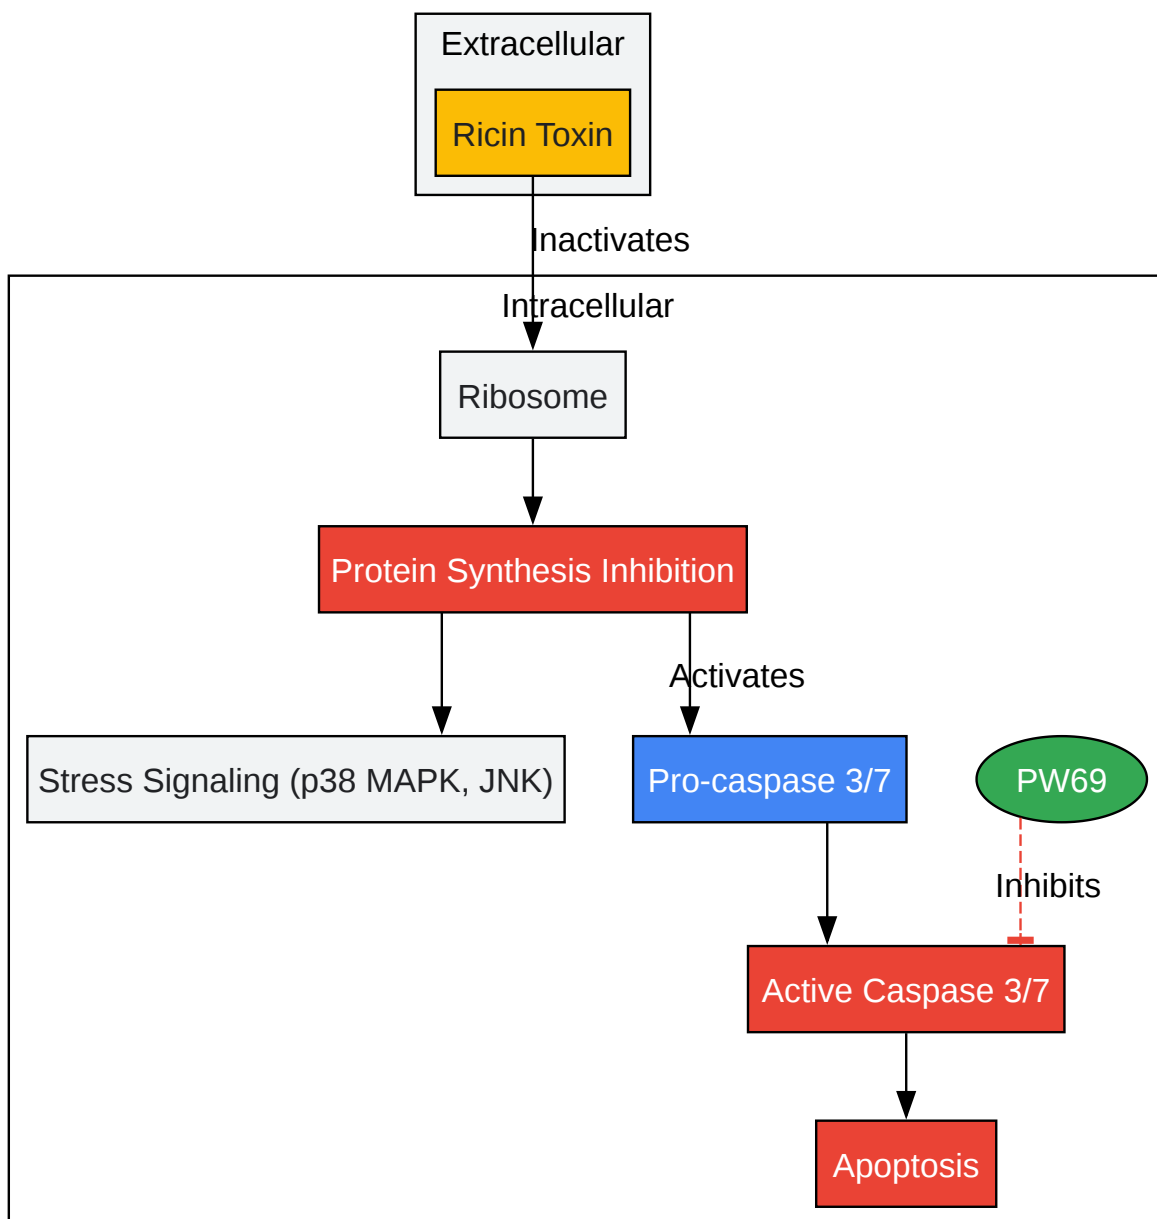 Extracellular
Ricin Toxin
Inactivates
Intracellular
Ribosome
Protein Synthesis Inhibition
Activates
Stress Signaling (p38 MAPK, JNK)
Pro-caspase 3/7
PW69
Inhibits
Active Caspase 3/7
Apoptosis